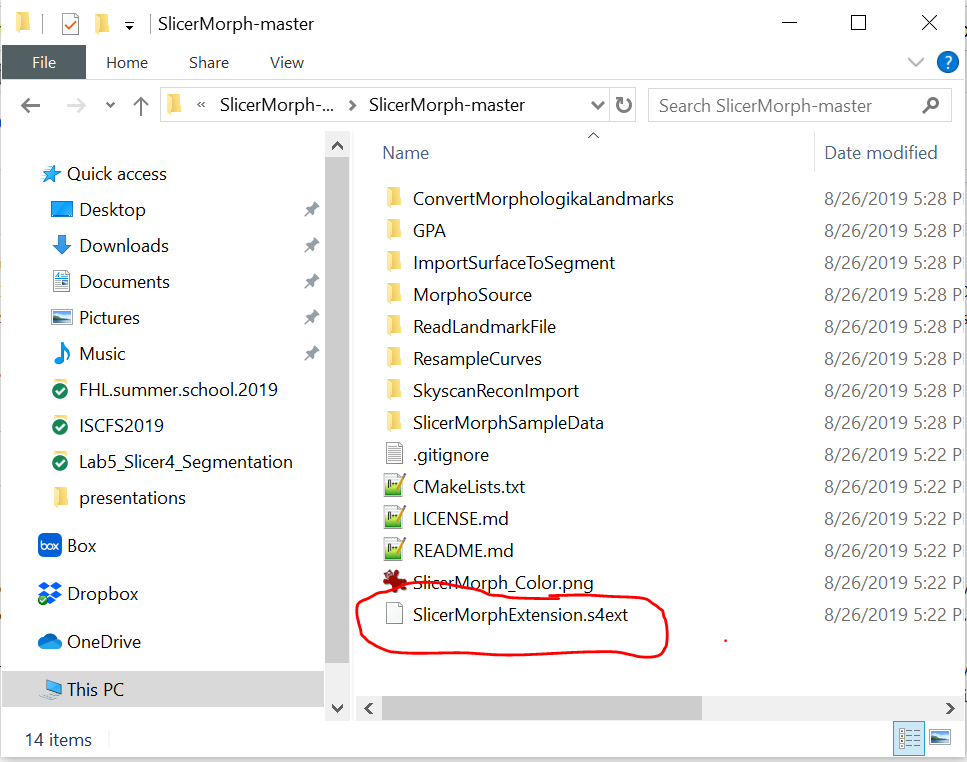 SlicerMorph-master
File Home Share View
« SlicerMorph-... > SlicerMorph-master Search SlicerMorph-master
Name Date modified
Quick access
Desktop
Downloads
Documents
Pictures
Music
FHL.summer.school.2019
ISCFS2019
Lab5_Slicer4_Segmentation
presentations
box Box
Dropbox
OneDrive
This PC
ConvertMorphologikaLandmarks 8/26/2019 5:28 P
GPA 8/26/2019 5:28 P
ImportSurfaceToSegment 8/26/2019 5:28 P
MorphoSource 8/26/2019 5:28 P
ReadLandmarkFile 8/26/2019 5:28 P
ResampleCurves 8/26/2019 5:28 P
SkyscanReconImport 8/26/2019 5:28 P
SlicerMorphSampleData 8/26/2019 5:28 P
.gitignore 8/26/2019 5:22 P
CMakeLists.txt 8/26/2019 5:22 P
LICENSE.md 8/26/2019 5:22 P
README.md 8/26/2019 5:22 P
SlicerMorph_Color.png 8/26/2019 5:22 P
SlicerMorphExtension.s4ext 8/26/2019 5:22 P
14 items